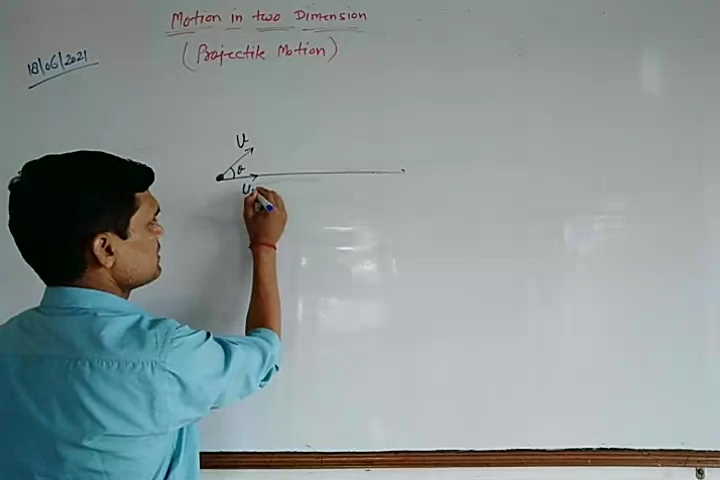 Motion in two Dimension
(Projectile Motion)
18/06/2021
u
θ
u